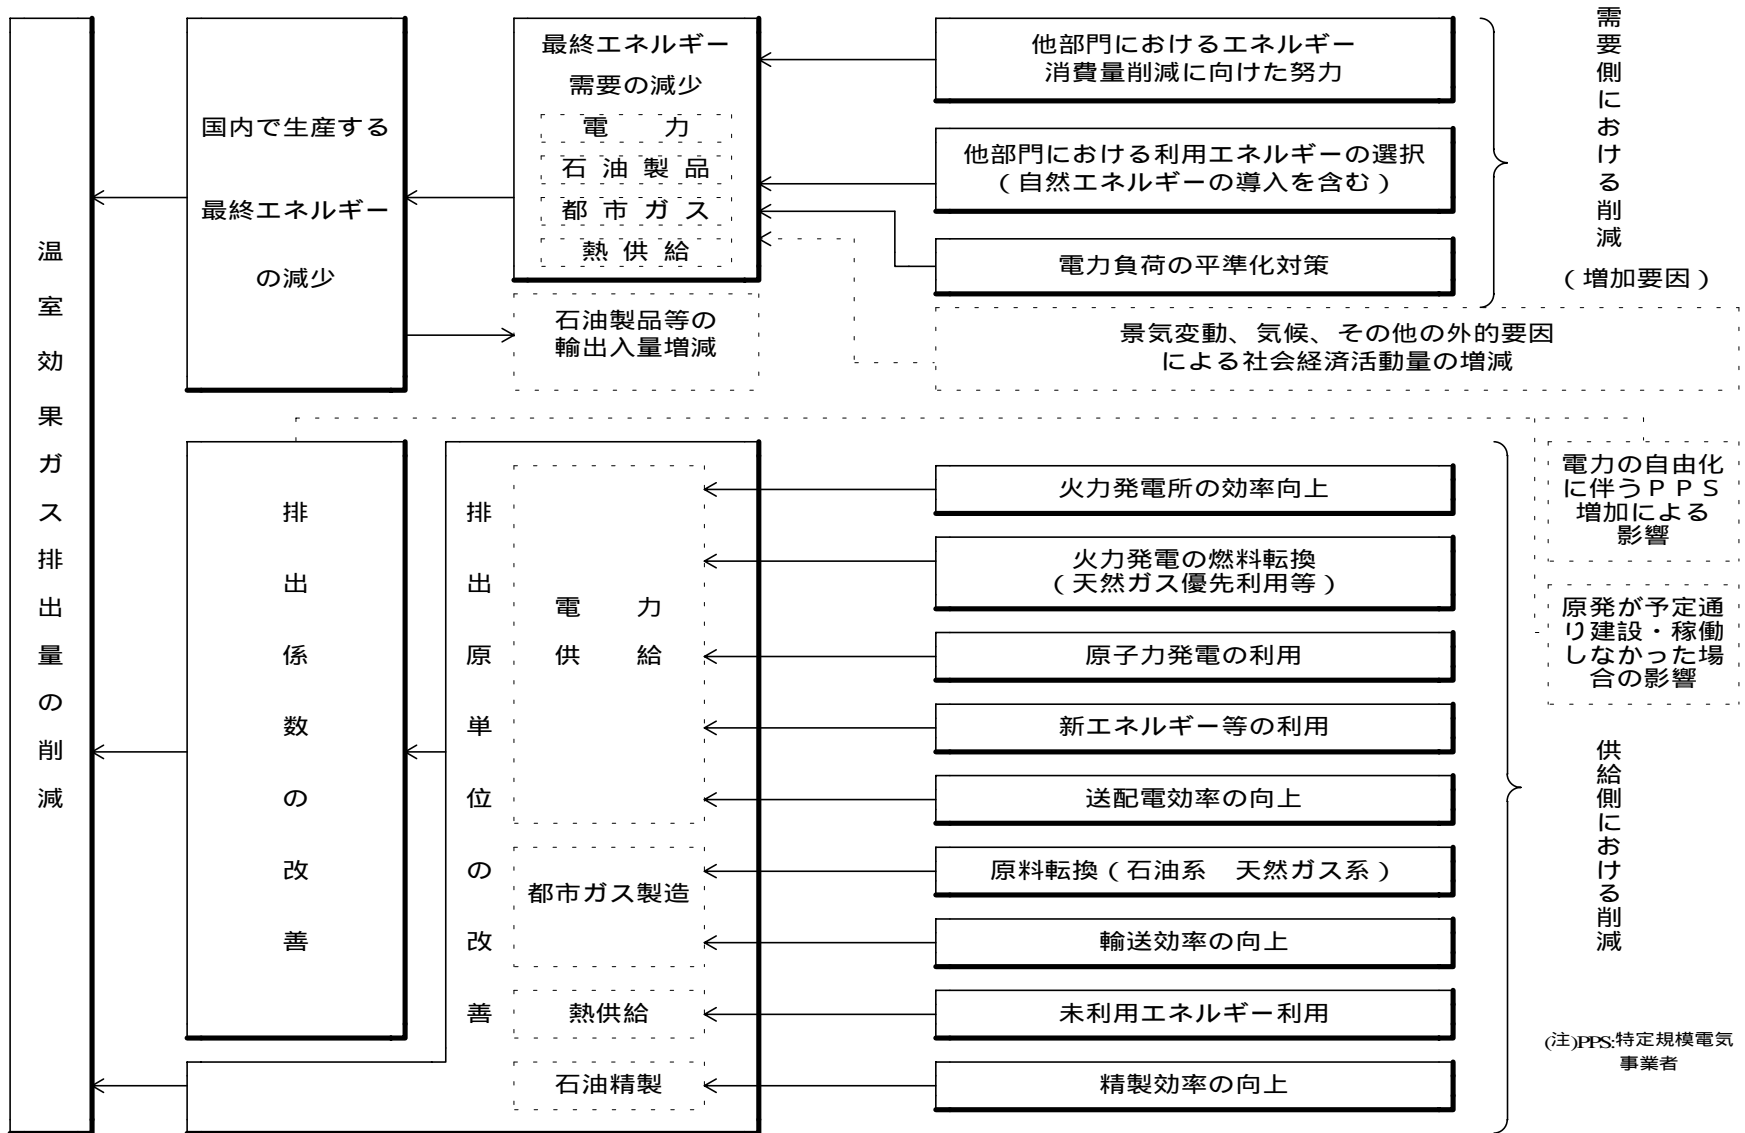 温室効果ガス排出量の削減
国内で生産する
最終エネルギー
の減少
最終エネルギー
需要の減少
電 力
石 油 製 品
都 市 ガ ス
熱 供 給
石油製品等の
輸出入量増減
他部門におけるエネルギー
消費量削減に向けた努力
他部門における利用エネルギーの選択
(自然エネルギーの導入を含む)
電力負荷の平準化対策
景気変動、気候、その他の外的要因
による社会経済活動量の増減
需要側における削減
(増加要因)
排出係数の改善
排出原単位の改善
電 力
供 給
都市ガス製造
熱供給
石油精製
火力発電所の効率向上
火力発電の燃料転換
(天然ガス優先利用等)
原子力発電の利用
新エネルギー等の利用
送配電効率の向上
原料転換(石油系 天然ガス系)
輸送効率の向上
未利用エネルギー利用
精製効率の向上
電力の自由化
に伴うPPS
増加による
影響
原発が予定通
り建設・稼働
しなかった場
合の影響
供給側における削減
(注)PPS:特定規模電気
事業者